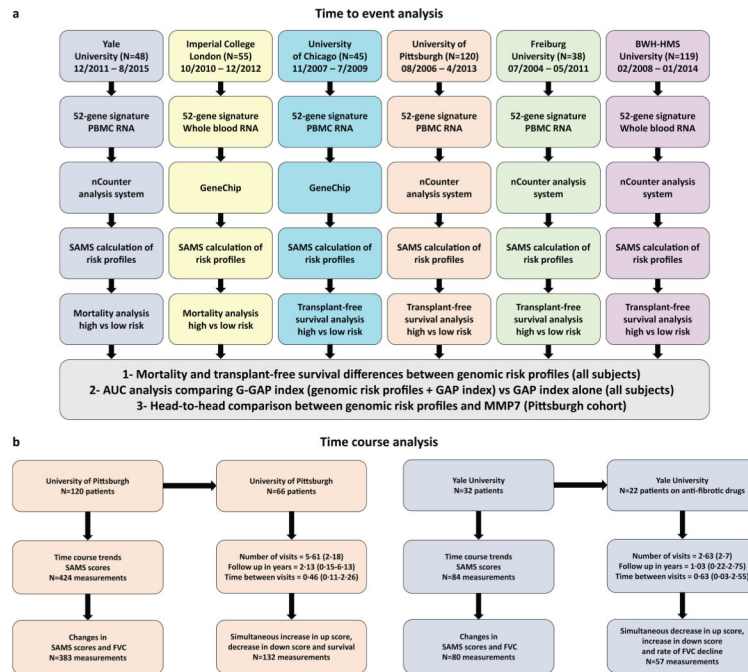 a
Time to event analysis
Yale
University (N=48)
12/2011 – 8/2015
Imperial College
London (N=55)
10/2010 – 12/2012
University
of Chicago (N=45)
11/2007 – 7/2009
University of
Pittsburgh (N=120)
08/2006 - 4/2013
Freiburg
University (N=38)
07/2004 – 05/2011
BWH-HMS
University (N=119)
02/2008 – 01/2014
52-gene signature
PBMC RNA
52-gene signature
Whole blood RNA
52-gene signature
PBMC RNA
52-gene signature
PBMC RNA
52-gene signature
PBMC RNA
52-gene signature
Whole blood RNA
nCounter
analysis system
GeneChip
GeneChip
nCounter analysis
system
nCounter analysis
system
nCounter analysis
system
SAMS calculation of
risk profiles
SAMS calculation of
risk profiles
SAMS calculation of
risk profiles
SAMS calculation of
risk profiles
SAMS calculation of
risk profiles
SAMS calculation of
risk profiles
Mortality analysis
high vs low risk
Mortality analysis
high vs low risk
Transplant-free
survival analysis
high vs low risk
Transplant-free
survival analysis
high vs low risk
Transplant-free
survival analysis
high vs low risk
Transplant-free
survival analysis
high vs low risk
1- Mortality and transplant-free survival differences between genomic risk profiles (all subjects)
2- AUC analysis comparing G-GAP index (genomic risk profiles + GAP index) vs GAP index alone (all subjects)
3- Head-to-head comparison between genomic risk profiles and MMP7 (Pittsburgh cohort)
b
Time course analysis
University of Pittsburgh
N=120 patients
University of Pittsburgh
N=66 patients
Yale University
N=32 patients
Yale University
N=22 patients on anti-fibrotic drugs
Time course trends
SAMS scores
N=424 measurements
Number of visits = 5·61 (2-18)
Follow up in years = 2·13 (0·15-6·13)
Time between visits = 0·46 (0·11-2·26)
Time course trends
SAMS scores
N=84 measurements
Number of visits = 2·63 (2-7)
Follow up in years = 1·03 (0·22-2·75)
Time between visits = 0·63 (0·03-2·55)
Changes in
SAMS scores and FVC
N=383 measurements
Simultaneous increase in up score,
decrease in down score and survival
N=132 measurements
Changes in
SAMS scores and FVC
N=80 measurements
Simultaneous decrease in up score,
increase in down score
and rate of FVC decline
N=57 measurements